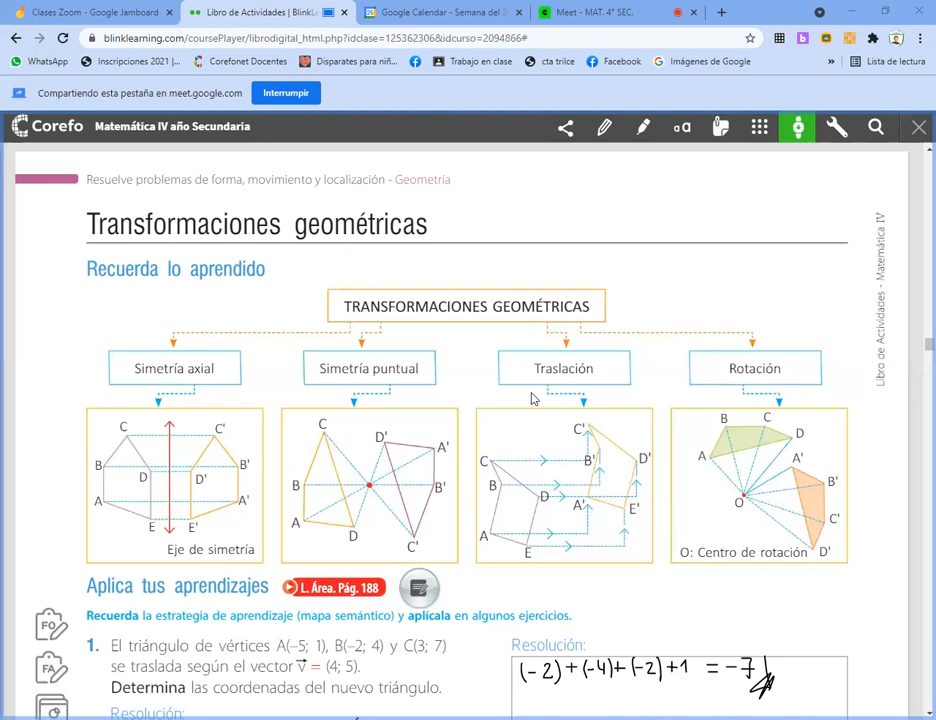 Clases Zoom - Google Jamboard
Libro de Actividades | BlinkLe
Google Calendar - Semana del 2
Meet - MAT. 4° SEC.
blinklearning.com/coursePlayer/librodigital_html.php?idclase=125362306&idcurso=2094866#
WhatsApp
Inscripciones 2021 |...
Corefonet Docentes
Disparates para niñ...
Trabajo en clase
cta trilce
Facebook
Imágenes de Google
»
Lista de lectura
Compartiendo esta pestaña en meet.google.com
Interrumpir
Corefo
Matemática IV año Secundaria
aA
Resuelve problemas de forma, movimiento y localización - Geometría
Transformaciones geométricas
Recuerda lo aprendido
TRANSFORMACIONES GEOMÉTRICAS
Simetría axial
Simetría puntual
Traslación
Rotación
C C'
B B'
D D'
A A'
E E'
Eje de simetría
C
D' A'
B B'
A
D
C'
C'
C B' D'
B
D A' E'
A
E
B C
D
A A'
B'
O
C'
D'
O: Centro de rotación
Aplica tus aprendizajes
L. Área. Pág. 188
Recuerda la estrategia de aprendizaje (mapa semántico) y aplícala en algunos ejercicios.
FO
FA
1. El triángulo de vértices A(–5; 1), B(–2; 4) y C(3; 7)
se traslada según el vector v⃗ = (4; 5).
Determina las coordenadas del nuevo triángulo.
Resolución:
Resolución:
(-2)+(-4)+(-2)+1 = -7
Libro de Actividades - Matemática IV